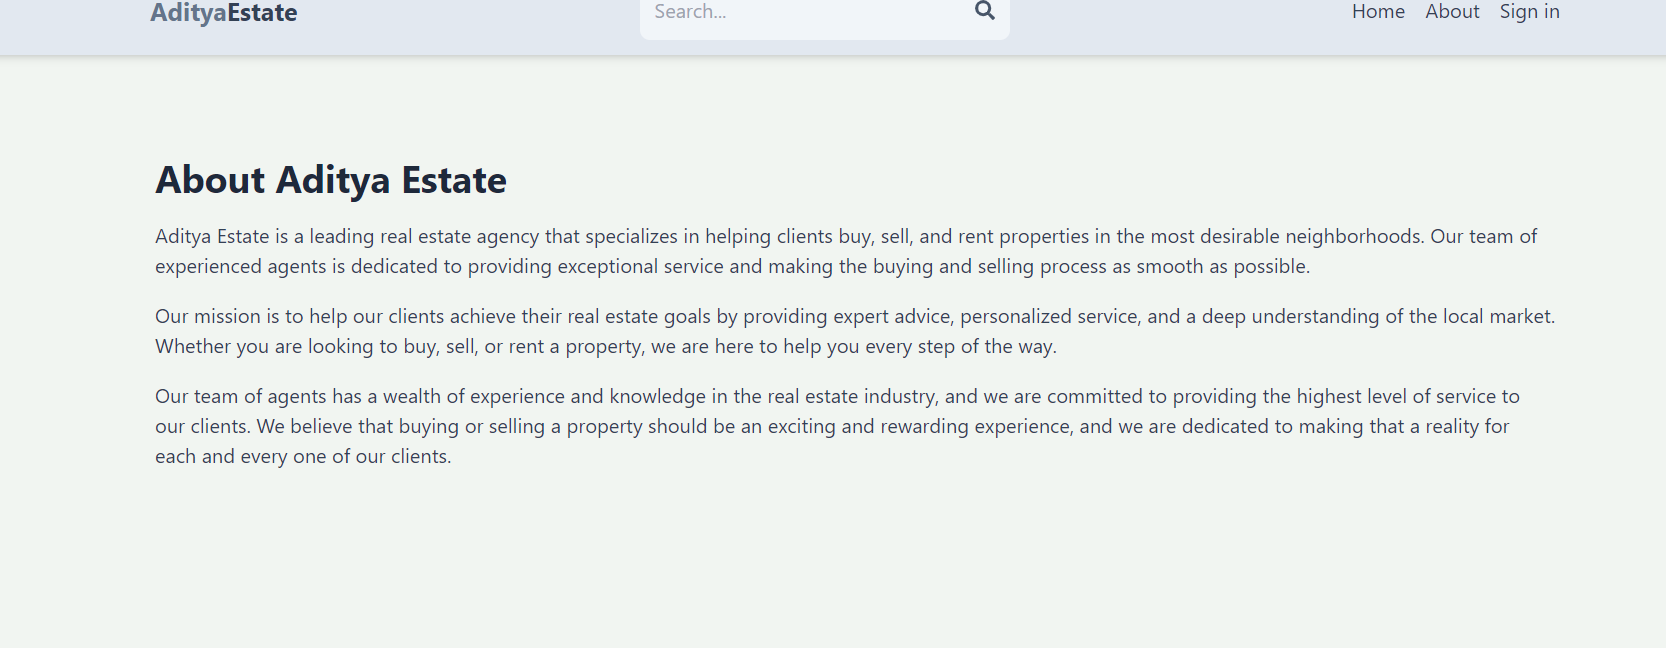 AdityaEstate
Search...
Home About Sign in
About Aditya Estate
Aditya Estate is a leading real estate agency that specializes in helping clients buy, sell, and rent properties in the most desirable neighborhoods. Our team of
experienced agents is dedicated to providing exceptional service and making the buying and selling process as smooth as possible.
Our mission is to help our clients achieve their real estate goals by providing expert advice, personalized service, and a deep understanding of the local market.
Whether you are looking to buy, sell, or rent a property, we are here to help you every step of the way.
Our team of agents has a wealth of experience and knowledge in the real estate industry, and we are committed to providing the highest level of service to
our clients. We believe that buying or selling a property should be an exciting and rewarding experience, and we are dedicated to making that a reality for
each and every one of our clients.